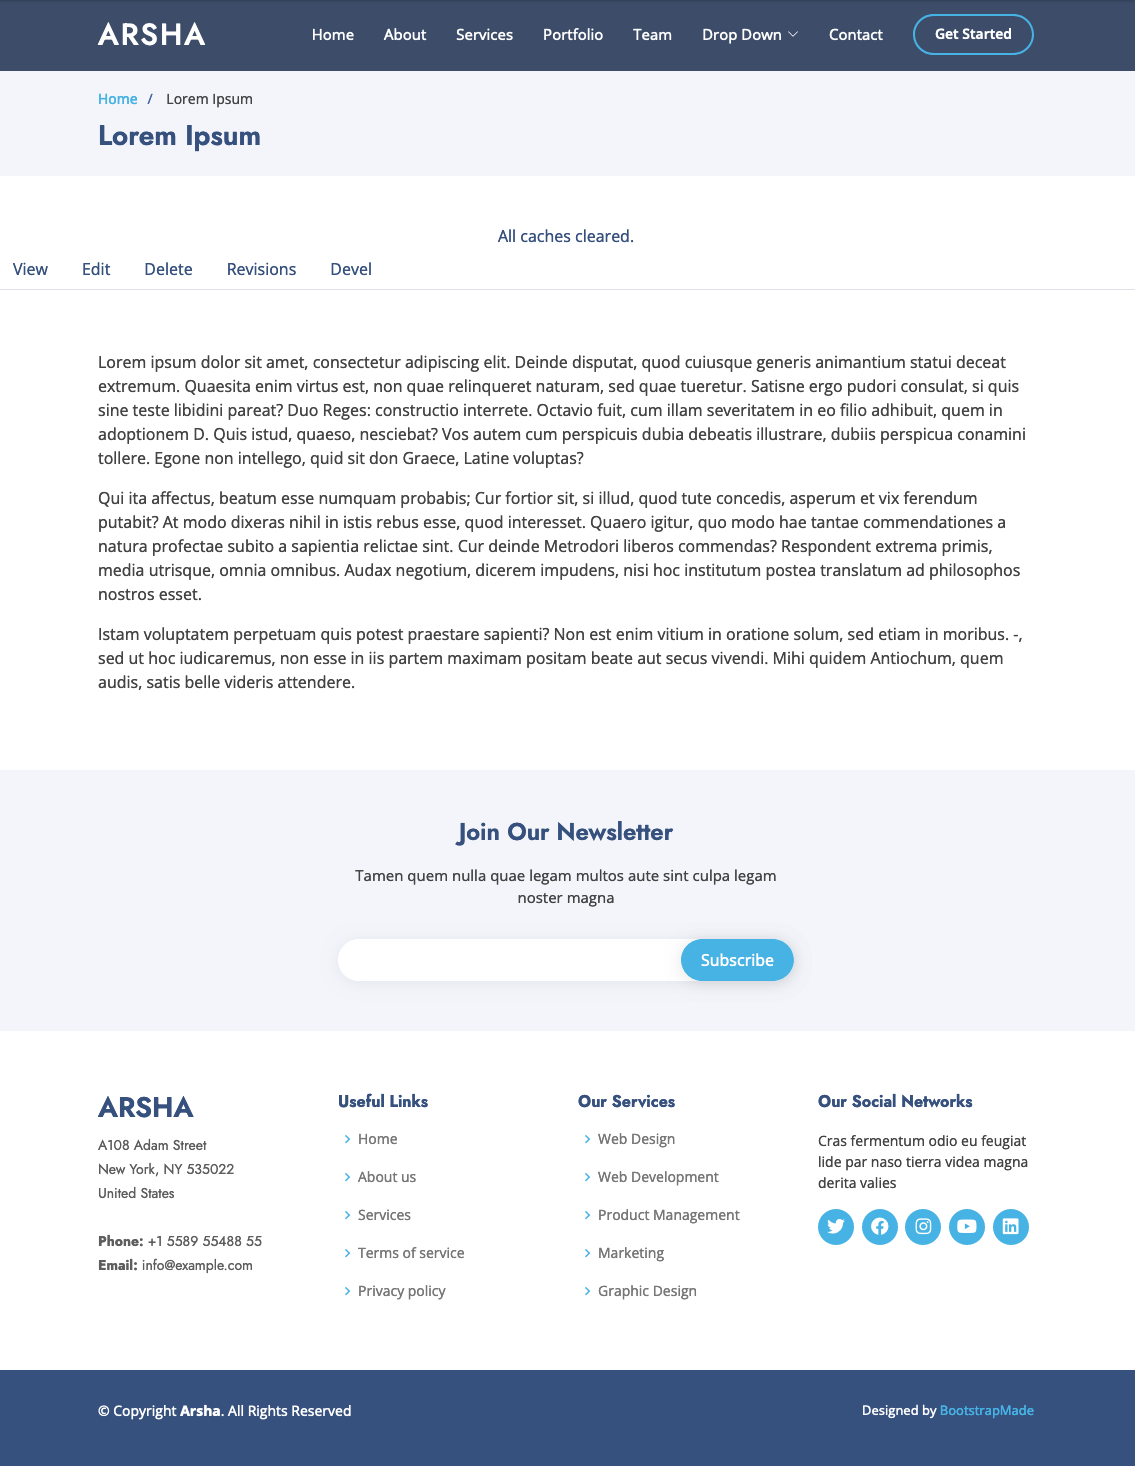 ARSHA
Home About Services Portfolio Team Drop Down Contact Get Started
Home / Lorem Ipsum
Lorem Ipsum
All caches cleared.
View Edit Delete Revisions Devel
Lorem ipsum dolor sit amet, consectetur adipiscing elit. Deinde disputat, quod cuiusque generis animantium statui deceat
extremum. Quaesita enim virtus est, non quae relinqueret naturam, sed quae tueretur. Satisne ergo pudori consulat, si quis
sine teste libidini pareat? Duo Reges: constructio interrete. Octavio fuit, cum illam severitatem in eo filio adhibuit, quem in
adoptionem D. Quis istud, quaeso, nesciebat? Vos autem cum perspicuis dubia debeatis illustrare, dubiis perspicua conamini
tollere. Egone non intellego, quid sit don Graece, Latine voluptas?
Qui ita affectus, beatum esse numquam probabis; Cur fortior sit, si illud, quod tute concedis, asperum et vix ferendum
putabit? At modo dixeras nihil in istis rebus esse, quod interesset. Quaero igitur, quo modo hae tantae commendationes a
natura profectae subito a sapientia relictae sint. Cur deinde Metrodori liberos commendas? Respondent extrema primis,
media utrisque, omnia omnibus. Audax negotium, dicerem impudens, nisi hoc institutum postea translatum ad philosophos
nostros esset.
Istam voluptatem perpetuam quis potest praestare sapienti? Non est enim vitium in oratione solum, sed etiam in moribus. -,
sed ut hoc iudicaremus, non esse in iis partem maximam positam beate aut secus vivendi. Mihi quidem Antiochum, quem
audis, satis belle videris attendere.
Join Our Newsletter
Tamen quem nulla quae legam multos aute sint culpa legam
noster magna
Subscribe
ARSHA
A108 Adam Street
New York, NY 535022
United States
Phone: +1 5589 55488 55
Email: info@example.com
Useful Links
Home
About us
Services
Terms of service
Privacy policy
Our Services
Web Design
Web Development
Product Management
Marketing
Graphic Design
Our Social Networks
Cras fermentum odio eu feugiat
lide par naso tierra videa magna
derita valies
© Copyright Arsha. All Rights Reserved
Designed by BootstrapMade